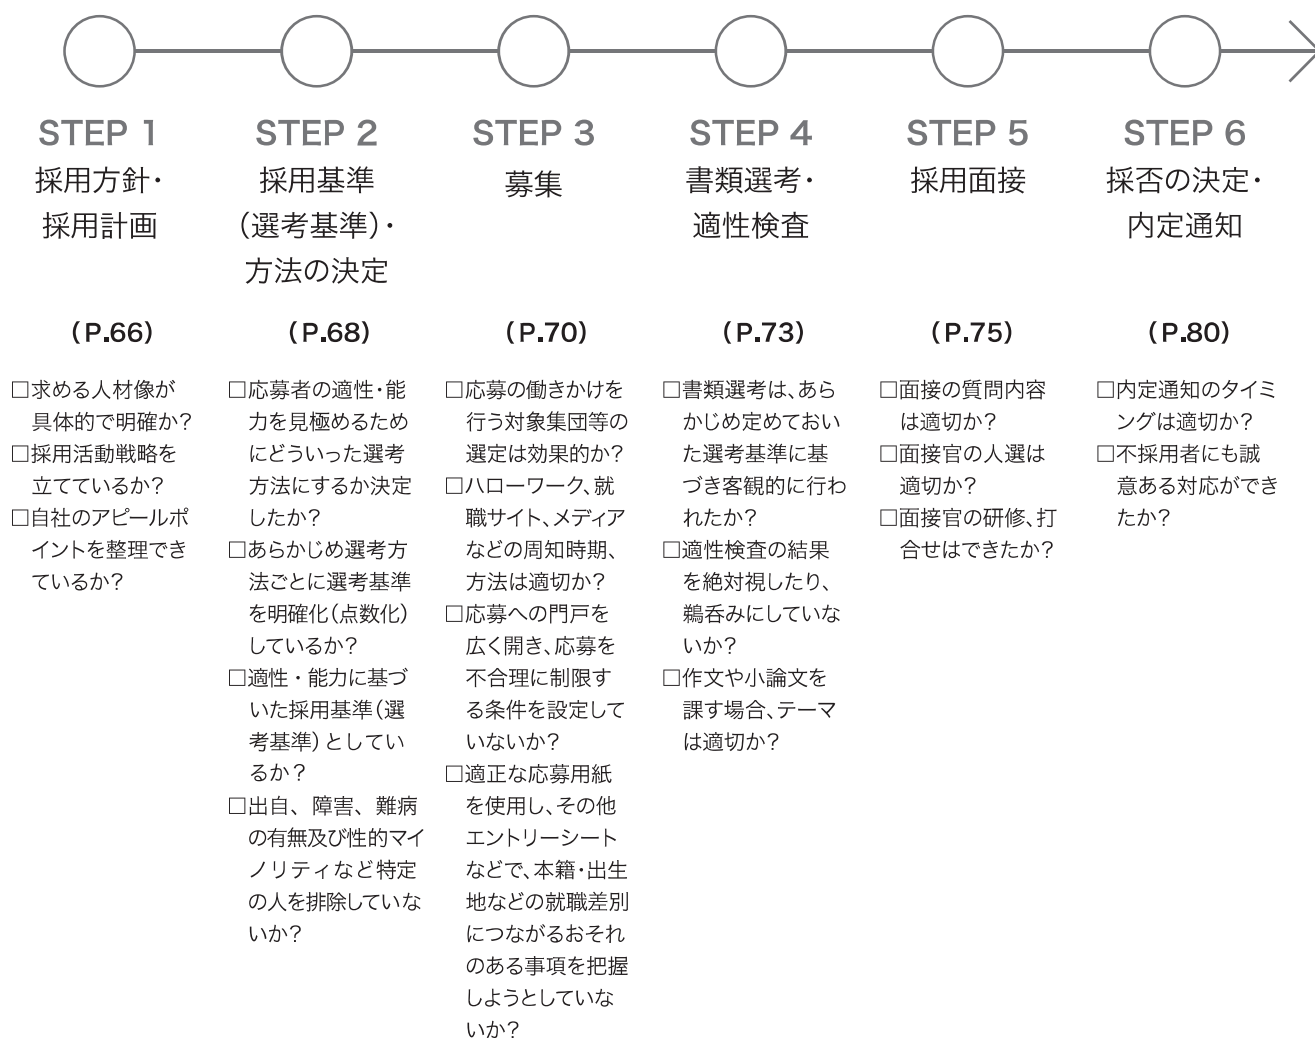 STEP 1
採用方針・
採用計画
(P.66)
□求める人材像が
具体的で明確か?
□採用活動戦略を
立てているか?
□自社のアピールポ
イントを整理でき
ているか?
STEP 2
採用基準
(選考基準)・
方法の決定
(P.68)
□応募者の適性・能
力を見極めるため
にどういった選考
方法にするか決定
したか?
□あらかじめ選考方
法ごとに選考基準
を明確化(点数化)
しているか?
□適性・能力に基づ
いた採用基準(選
考基準)としてい
るか?
□出自、障害、難病
の有無及び性的マイ
ノリティなど特定
の人を排除していな
いか?
STEP 3
募集
(P.70)
□応募の働きかけを
行う対象集団等の
選定は効果的か?
□ハローワーク、就
職サイト、メディア
などの周知時期、
方法は適切か?
□応募への門戸を
広く開き、応募を
不合理に制限す
る条件を設定して
いないか?
□適正な応募用紙
を使用し、その他
エントリーシート
などで、本籍・出生
地などの就職差別
につながるおそれ
のある事項を把握
しようとしていな
いか?
STEP 4
書類選考・
適性検査
(P.73)
□書類選考は、あら
かじめ定めておい
た選考基準に基
づき客観的に行わ
れたか?
□適性検査の結果
を絶対視したり、
鵜呑みにしていな
いか?
□作文や小論文を
課す場合、テーマ
は適切か?
STEP 5
採用面接
(P.75)
□面接の質問内容
は適切か?
□面接官の人選は
適切か?
□面接官の研修、打
合せはできたか?
STEP 6
採否の決定・
内定通知
(P.80)
□内定通知のタイミ
ングは適切か?
□不採用者にも誠
意ある対応ができ
たか?